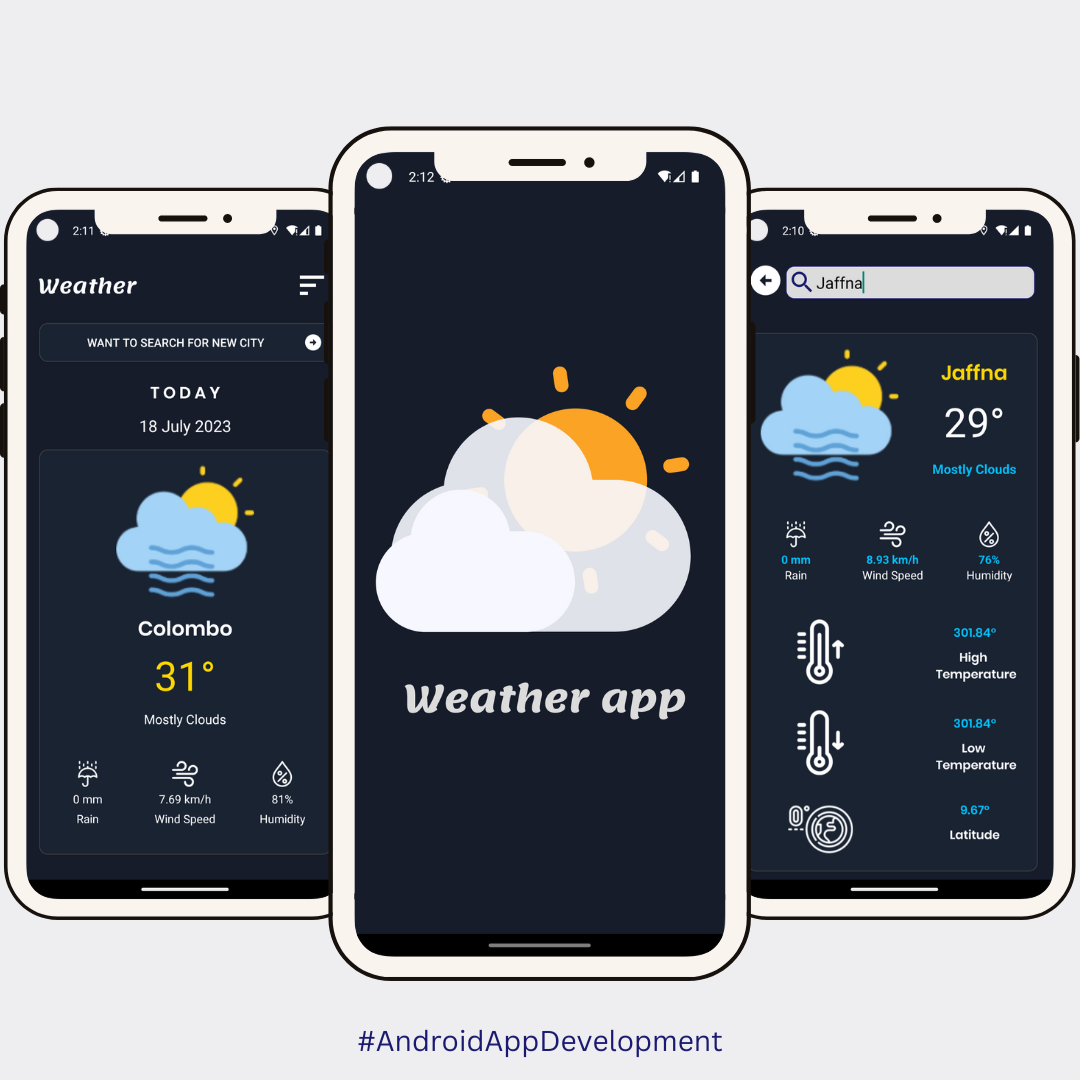 2:11
Weather
WANT TO SEARCH FOR NEW CITY
TODAY
18 July 2023
Colombo
31°
Mostly Clouds
0 mm
Rain
7.69 km/h
Wind Speed
81%
Humidity
2:12
Weather app
2:10
Jaffna
Jaffna
29°
Mostly Clouds
0 mm
Rain
8.93 km/h
Wind Speed
76%
Humidity
301.84°
High
Temperature
301.84°
Low
Temperature
0°
9.67°
Latitude
#AndroidAppDevelopment